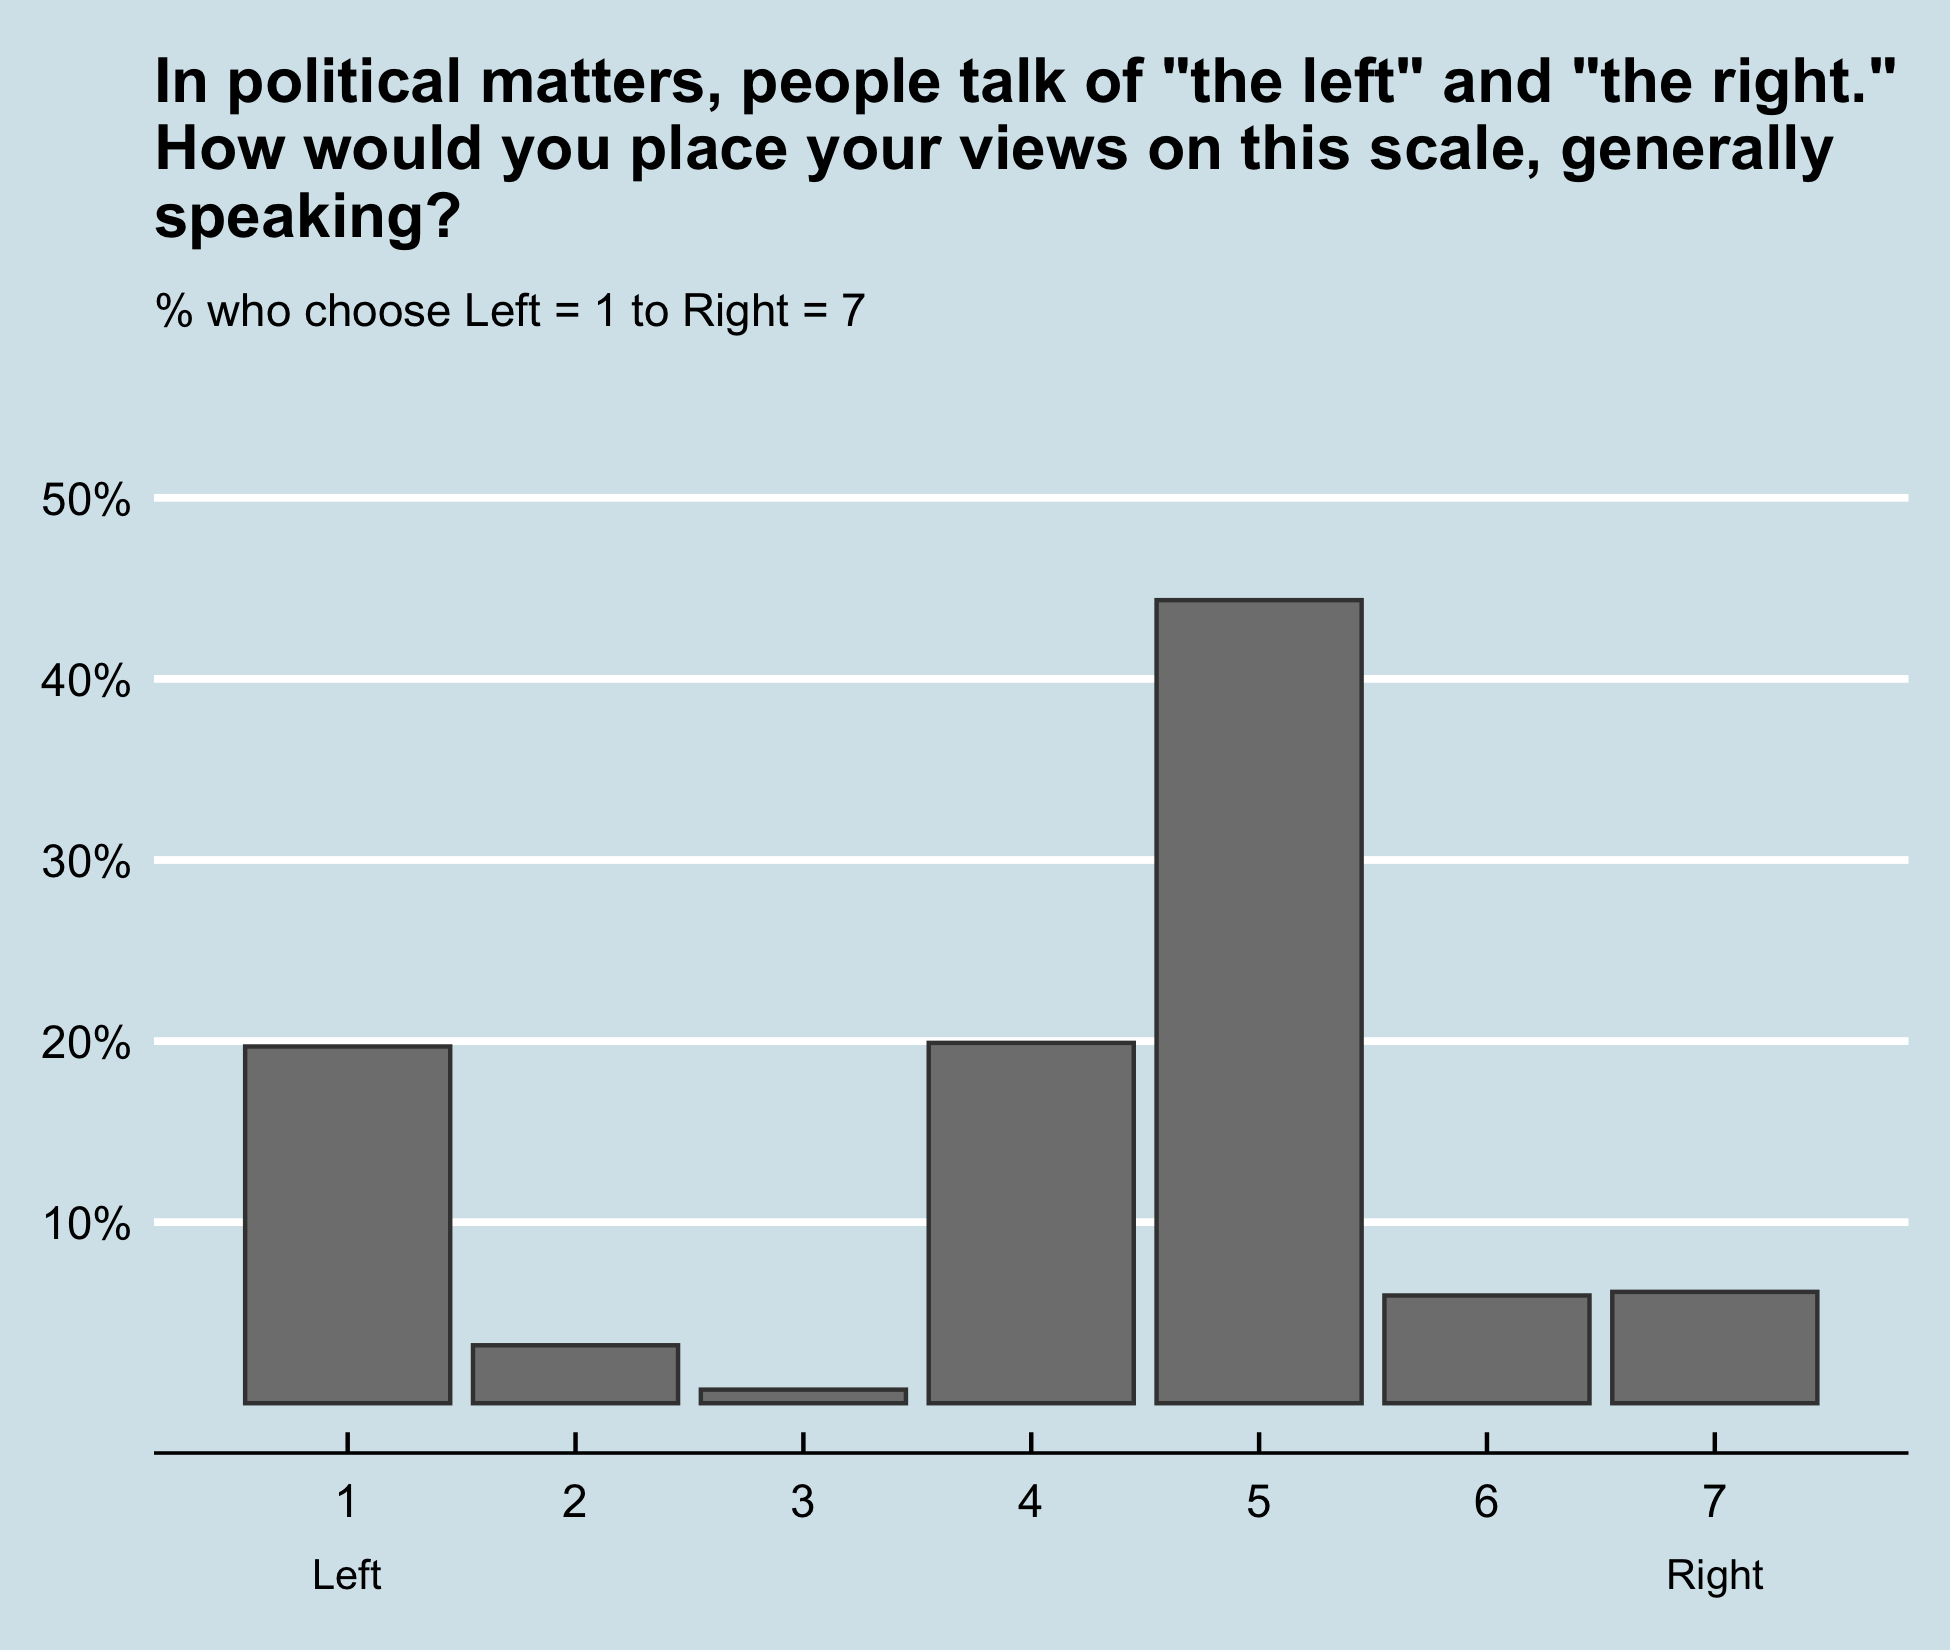 In political matters, people talk of "the left" and "the right."
How would you place your views on this scale, generally
speaking?
% who choose Left = 1 to Right = 7
50%
40%
30%
20%
10%
1 2 3 4 5 6 7
Left Right